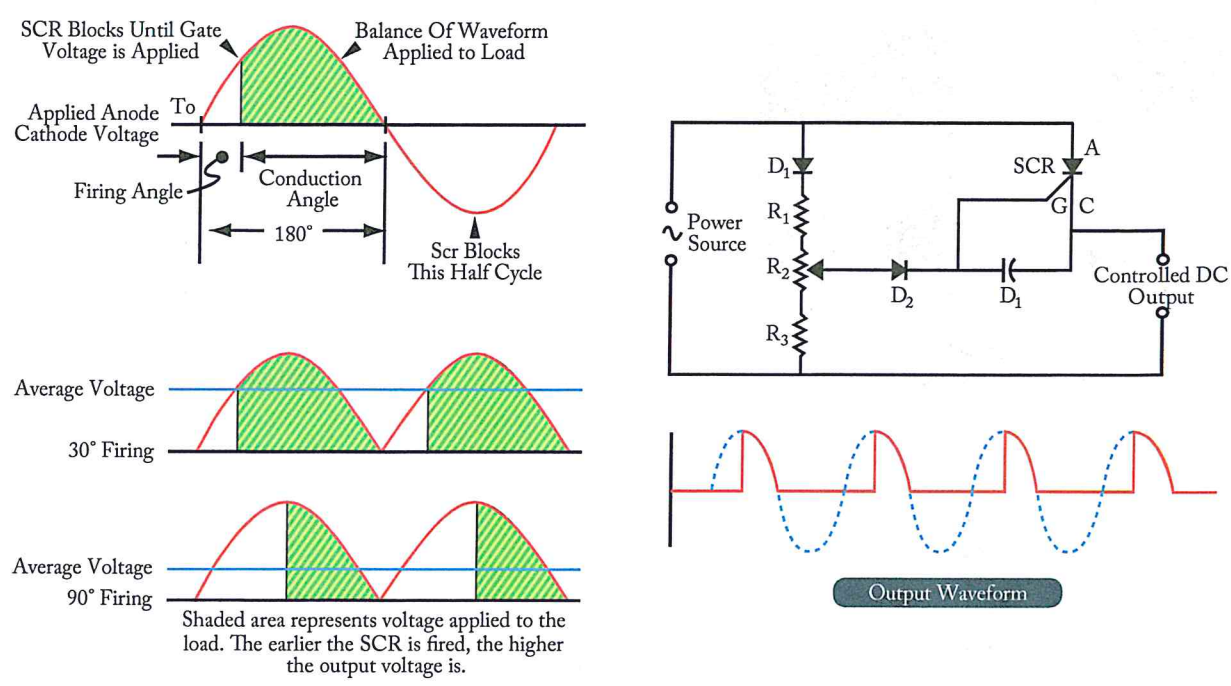 SCR Blocks Until Gate
Voltage is Applied
Balance Of Waveform
Applied to Load
Applied Anode To
Cathode Voltage
Firing Angle
Conduction
Angle
180°
Scr Blocks
This Half Cycle
Average Voltage
30° Firing
Average Voltage
90° Firing
Shaded area represents voltage applied to the
load. The earlier the SCR is fired, the higher
the output voltage is.
D1
R1
R2
R3
D2
D1
SCR
A
G
C
Power
Source
Controlled DC
Output
Output Waveform